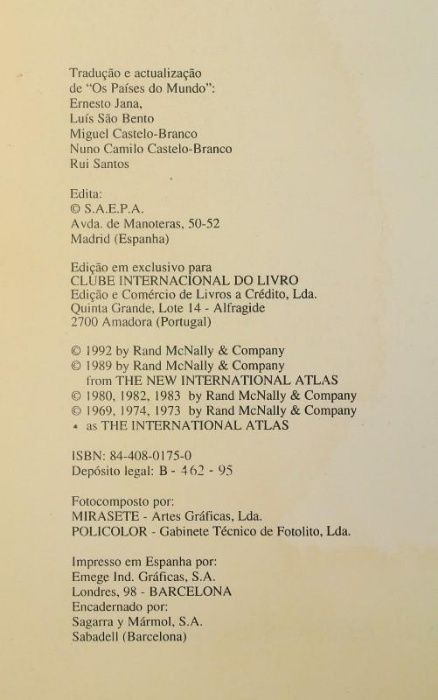 Tradução e actualização
de "Os Países do Mundo":
Ernesto Jana,
Luís São Bento
Miguel Castelo-Branco
Nuno Camilo Castelo-Branco
Rui Santos
Edita:
© S.A.E.P.A.
Avda. de Manoteras, 50-52
Madrid (Espanha)
Edição em exclusivo para
CLUBE INTERNACIONAL DO LIVRO
Edição e Comércio de Livros a Crédito, Lda.
Quinta Grande, Lote 14 - Alfragide
2700 Amadora (Portugal)
© 1992 by Rand McNally & Company
© 1989 by Rand McNally & Company
from THE NEW INTERNATIONAL ATLAS
© 1980, 1982, 1983 by Rand McNally & Company
© 1969, 1974, 1973 by Rand McNally & Company
as THE INTERNATIONAL ATLAS
ISBN: 84-408-0175-0
Depósito legal: B - 462 - 95
Fotocomposto por:
MIRASETE - Artes Gráficas, Lda.
POLICOLOR - Gabinete Técnico de Fotolito, Lda.
Impresso em Espanha por:
Emege Ind. Gráficas, S.A.
Londres, 98 - BARCELONA
Encadernado por:
Sagarra y Mármol, S.A.
Sabadell (Barcelona)